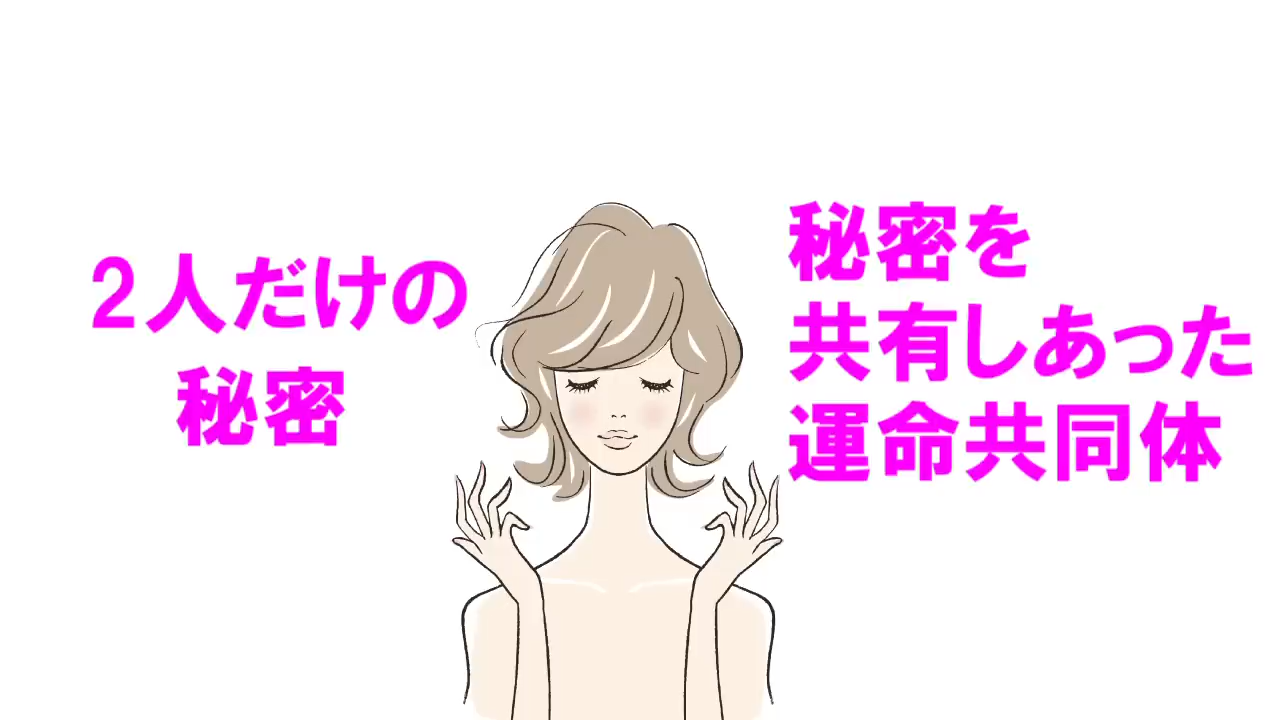 ２人だけの
秘密
秘密を
共有しあった
運命共同体